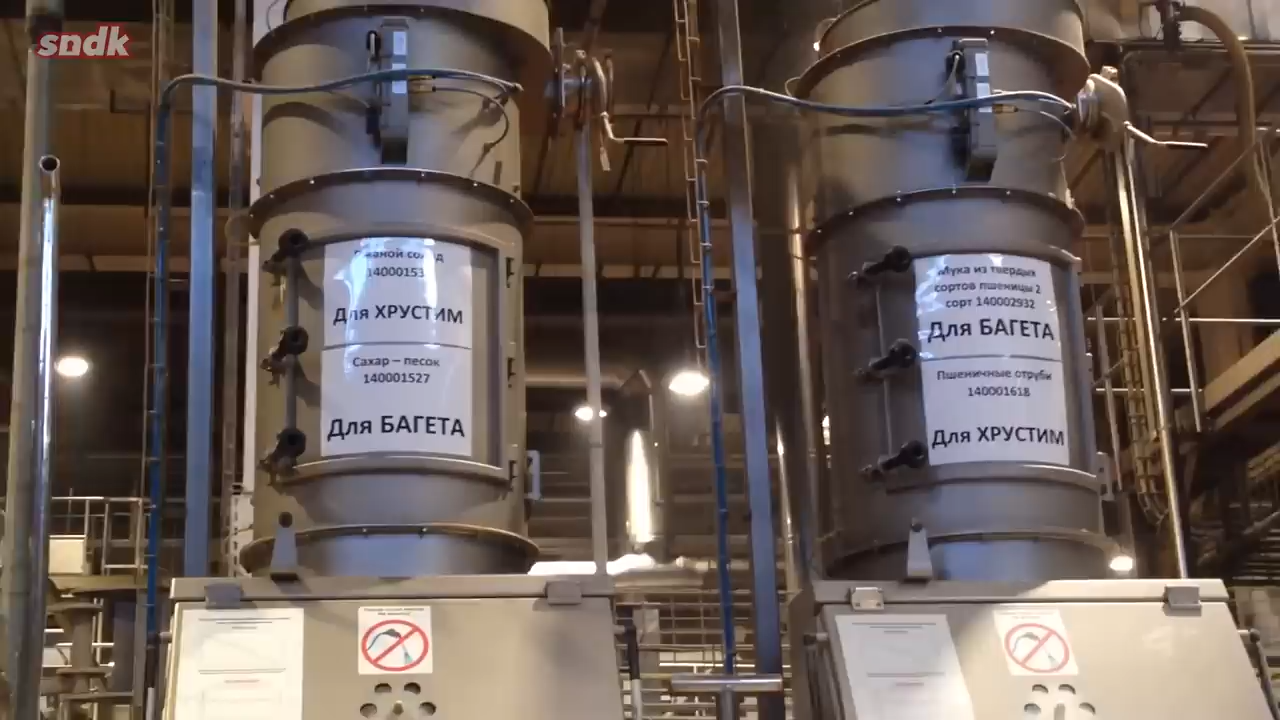 sndk
Ржаной солод
14000153
Для ХРУСТИМ
Сахар – песок
140001527
Для БАГЕТА
Мука из твердых
сортов пшеницы 2
сорт 140002932
Для БАГЕТА
Пшеничные отруби
140001618
Для ХРУСТИМ